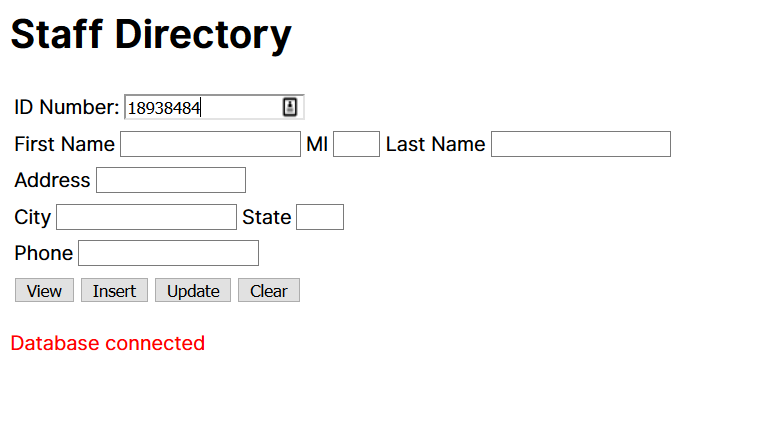 Staff Directory
ID Number: 18938484
First Name MI Last Name
Address
City State
Phone
View Insert Update Clear
Database connected